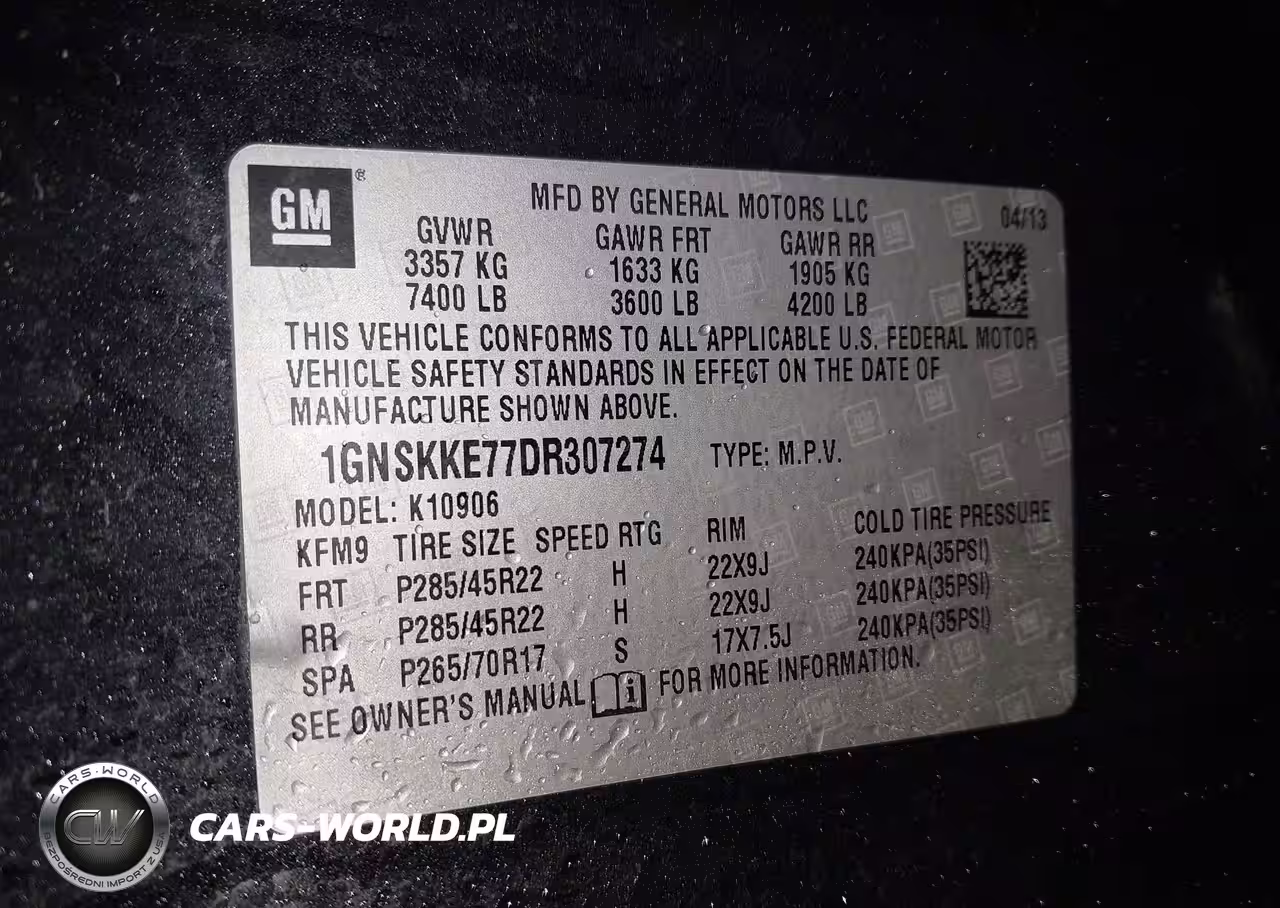 GM
MFD BY GENERAL MOTORS LLC
04/13
GVWR GAWR FRT GAWR RR
3357 KG 1633 KG 1905 KG
7400 LB 3600 LB 4200 LB
THIS VEHICLE CONFORMS TO ALL APPLICABLE U.S. FEDERAL MOTOR
VEHICLE SAFETY STANDARDS IN EFFECT ON THE DATE OF
MANUFACTURE SHOWN ABOVE.
1GNSKKE77DR307274 TYPE: M.P.V.
MODEL: K10906
KFM9 TIRE SIZE SPEED RTG RIM COLD TIRE PRESSURE
FRT P285/45R22 H 22X9J 240KPA(35PSI)
RR P285/45R22 H 22X9J 240KPA(35PSI)
SPA P265/70R17 S 17X7.5J 240KPA(35PSI)
SEE OWNER'S MANUAL FOR MORE INFORMATION.
CARS-WORLD
CW
BEZPOŚREDNI IMPORT Z USA
CARS-WORLD.PL